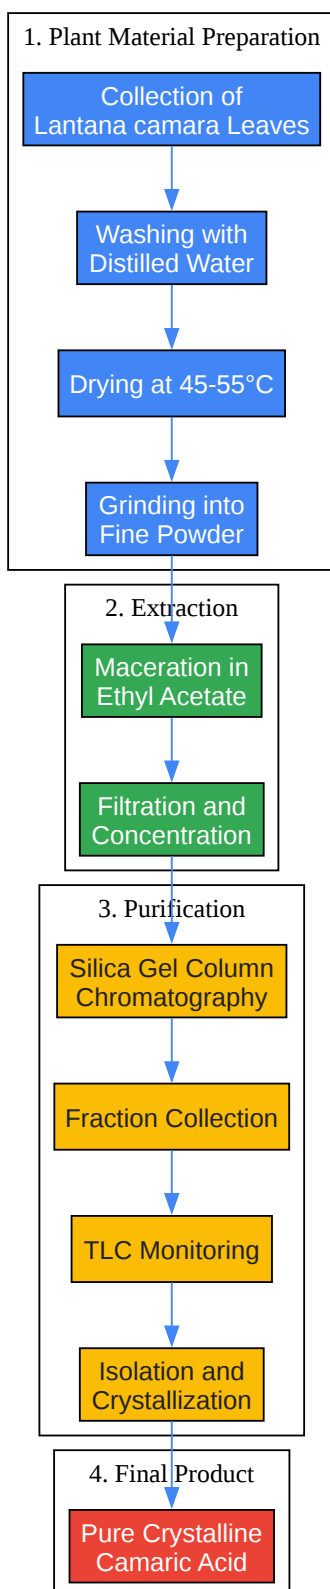 1. Plant Material Preparation
Collection of
Lantana camara Leaves
Washing with
Distilled Water
Drying at 45-55°C
Grinding into
Fine Powder
2. Extraction
Maceration in
Ethyl Acetate
Filtration and
Concentration
3. Purification
Silica Gel Column
Chromatography
Fraction Collection
TLC Monitoring
Isolation and
Crystallization
4. Final Product
Pure Crystalline
Camaric Acid